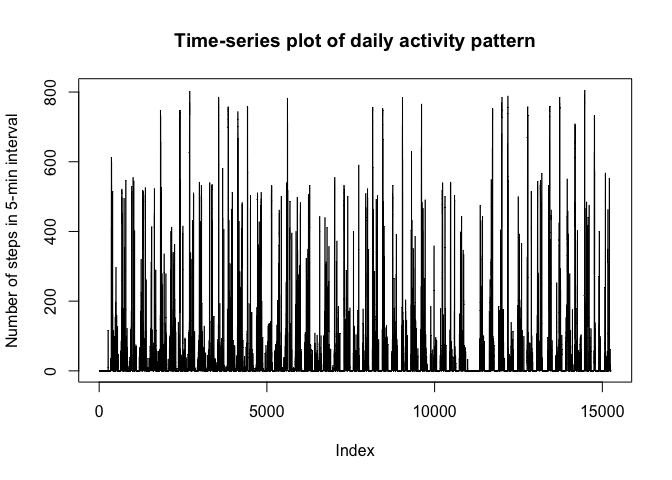 Time-series plot of daily activity pattern
Number of steps in 5-min interval
800
600
400
200
0
0 5000 10000 15000
Index